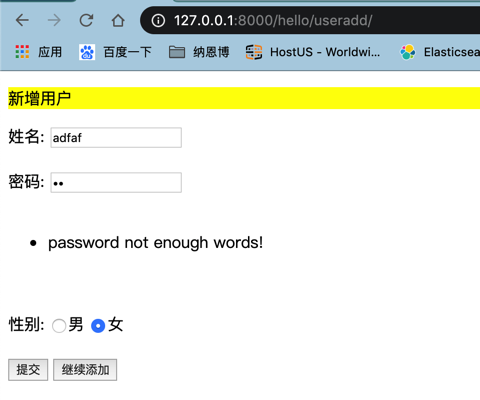 127.0.0.1:8000/hello/useradd/
应用 百度一下 纳恩博 HostUS - Worldwi... Elasticsea
新增用户
姓名: adfaf
密码: ••
• password not enough words!
性别: 男 女
提交 继续添加